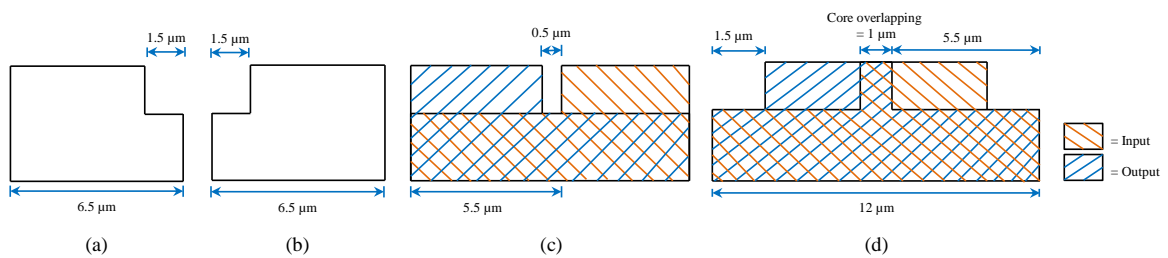 1.5 µm
6.5 µm
(a)
1.5 µm
6.5 µm
(b)
0.5 µm
5.5 µm
(c)
Core overlapping
= 1 µm
1.5 µm
5.5 µm
12 µm
(d)
= Input
= Output